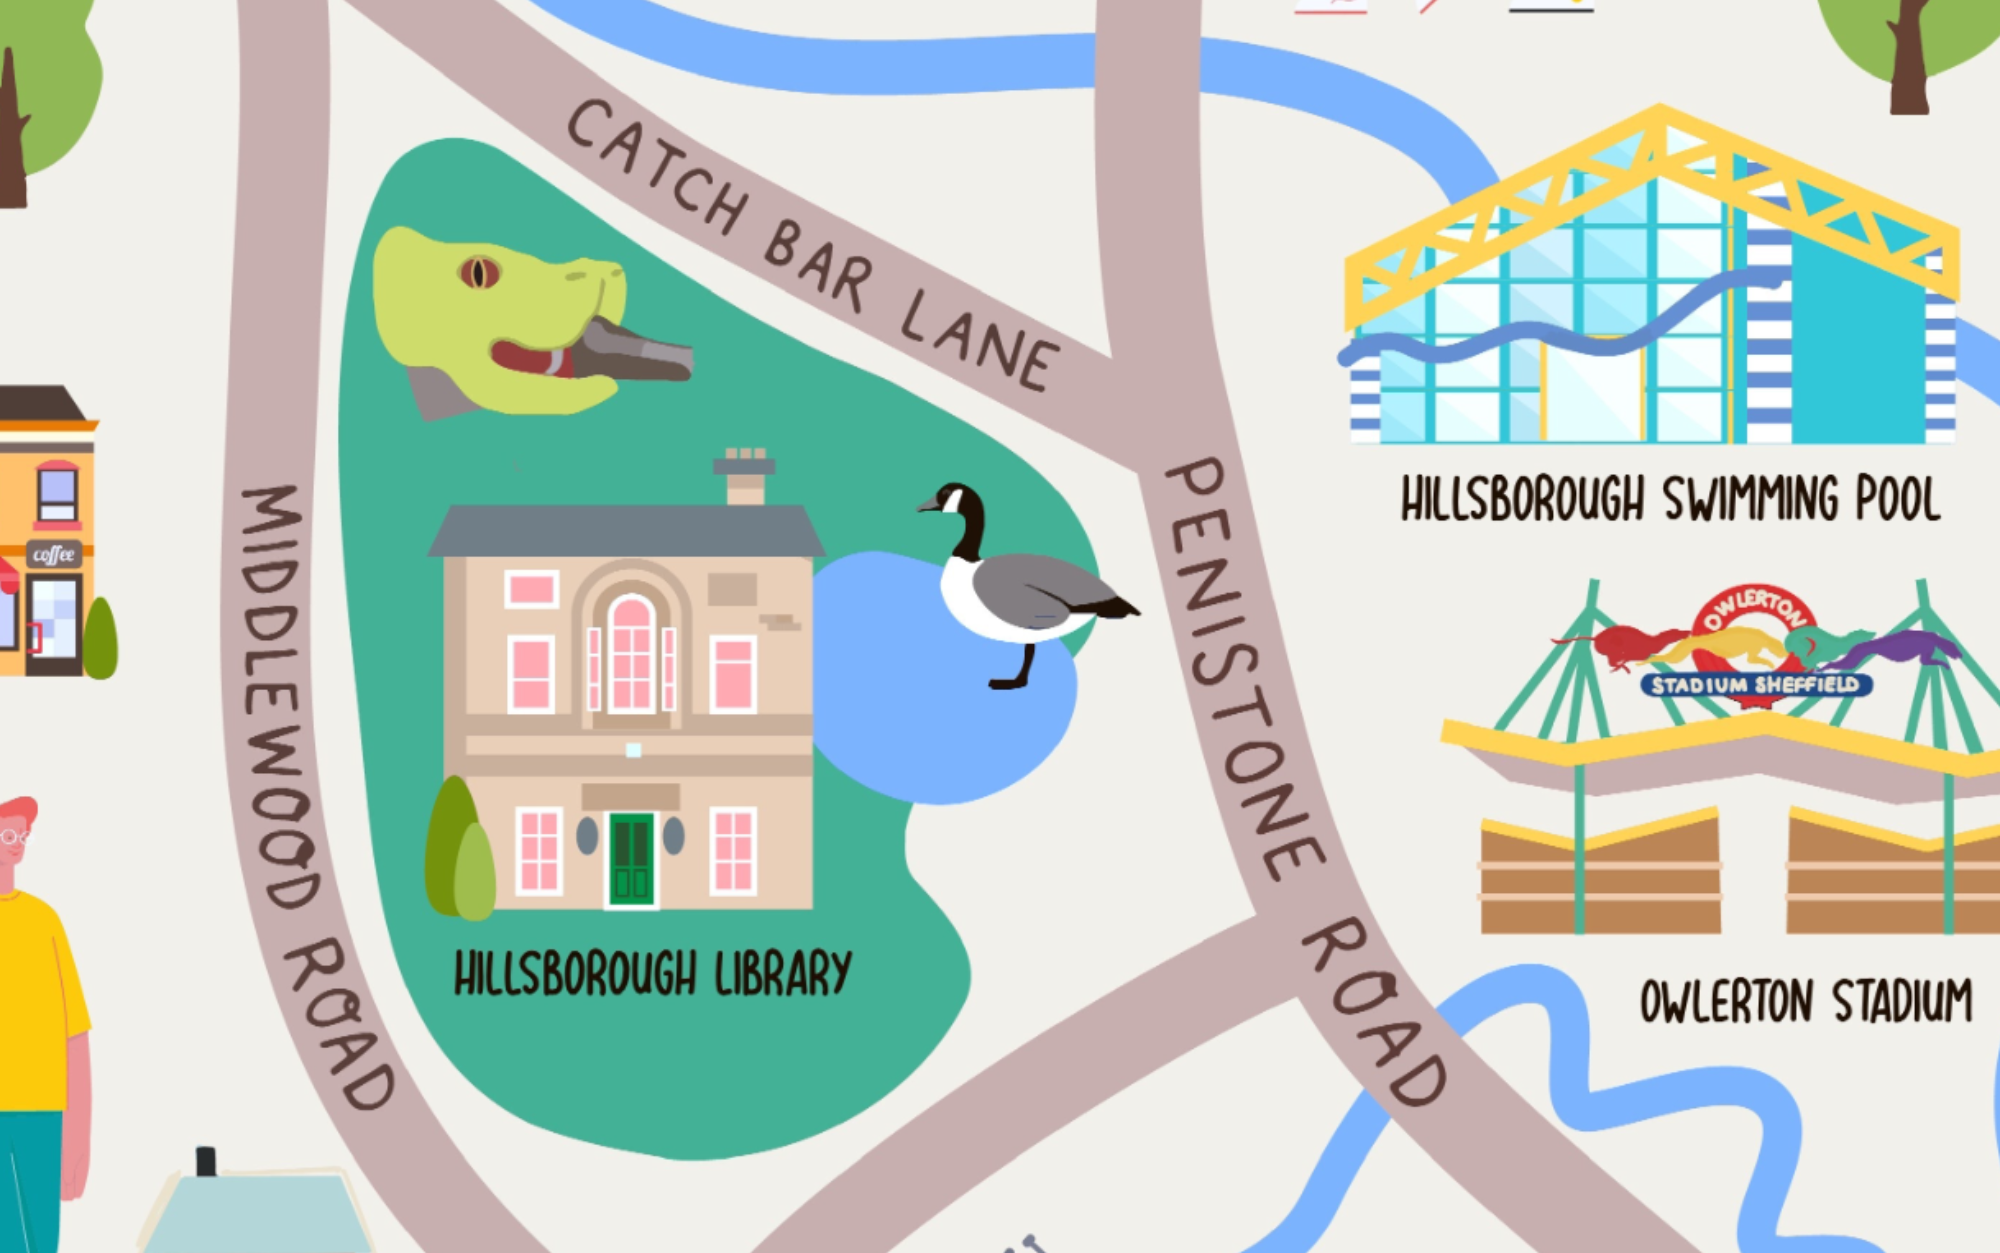 CATCH BAR LANE
HILLSBOROUGH SWIMMING POOL
MIDDLEWOOD ROAD
PENISTONE ROAD
coffee
OWLERTON
STADIUM SHEFFIELD
HILLSBOROUGH LIBRARY
OWLERTON STADIUM